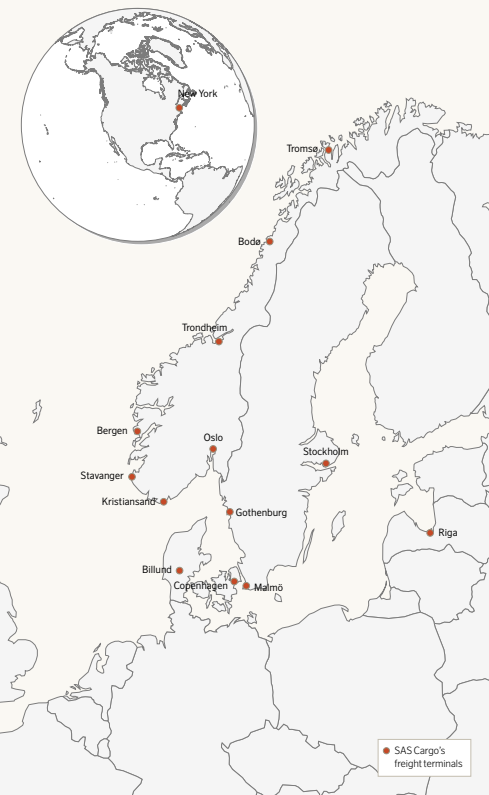 New York
Tromsø
Bodø
Trondheim
Bergen
Oslo
Stockholm
Stavanger
Kristiansand
Gothenburg
Riga
Billund
Copenhagen
Malmö
SAS Cargo's
freight terminals